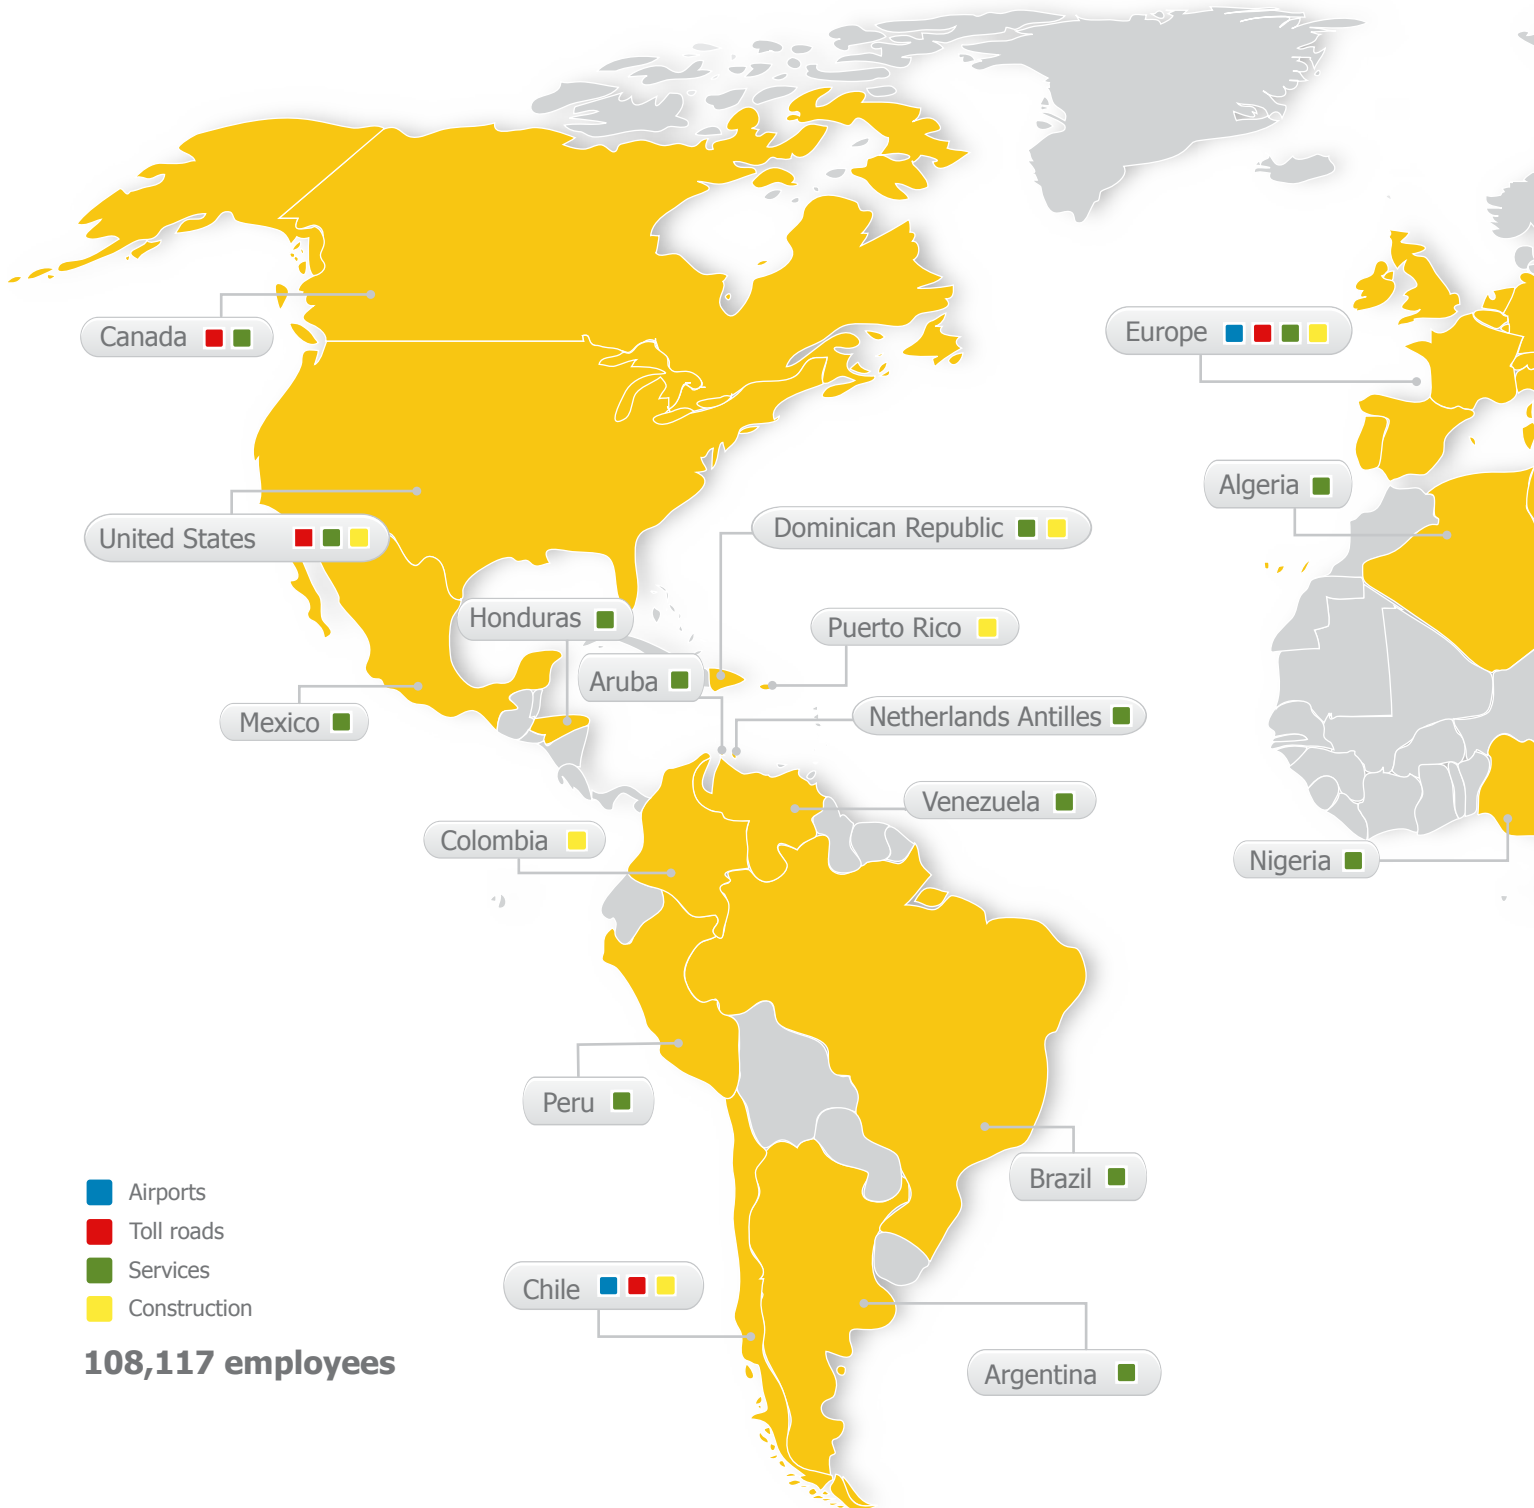 Canada
Europe
Algeria
United States
Dominican Republic
Honduras
Puerto Rico
Aruba
Mexico
Netherlands Antilles
Venezuela
Colombia
Nigeria
Peru
Brazil
Airports
Toll roads
Services
Construction
Chile
108,117 employees
Argentina